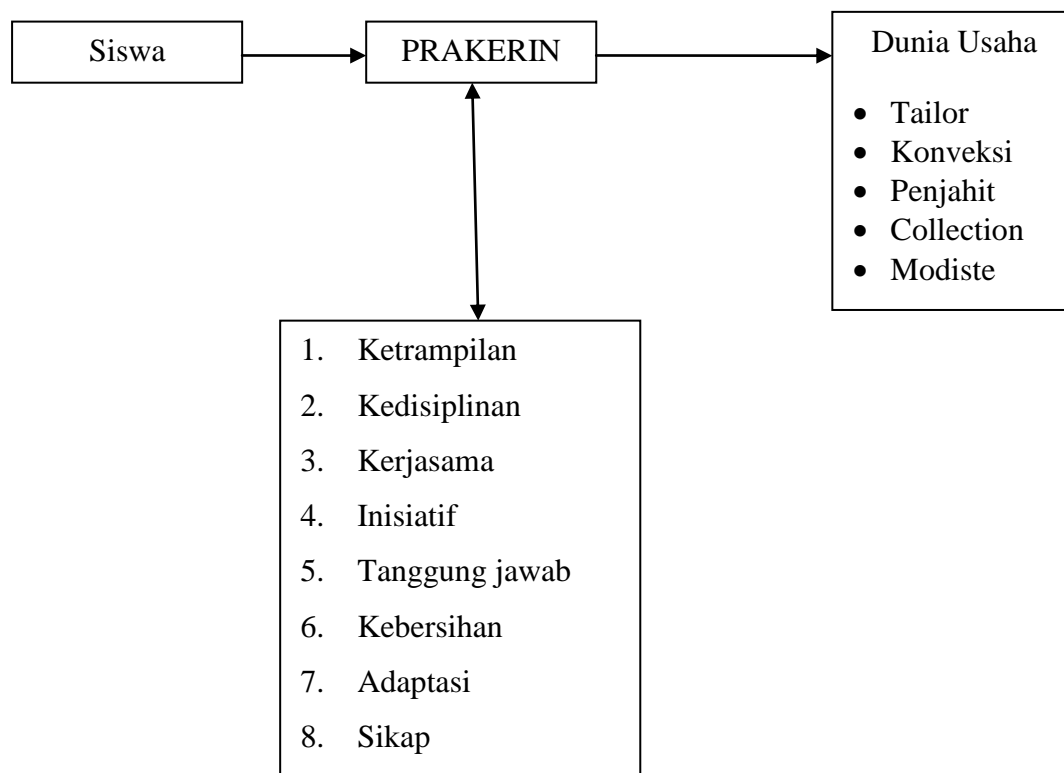 Siswa
PRAKERIN
Dunia Usaha
• Tailor
• Konveksi
• Penjahit
• Collection
• Modiste
1. Ketrampilan
2. Kedisiplinan
3. Kerjasama
4. Inisiatif
5. Tanggung jawab
6. Kebersihan
7. Adaptasi
8. Sikap